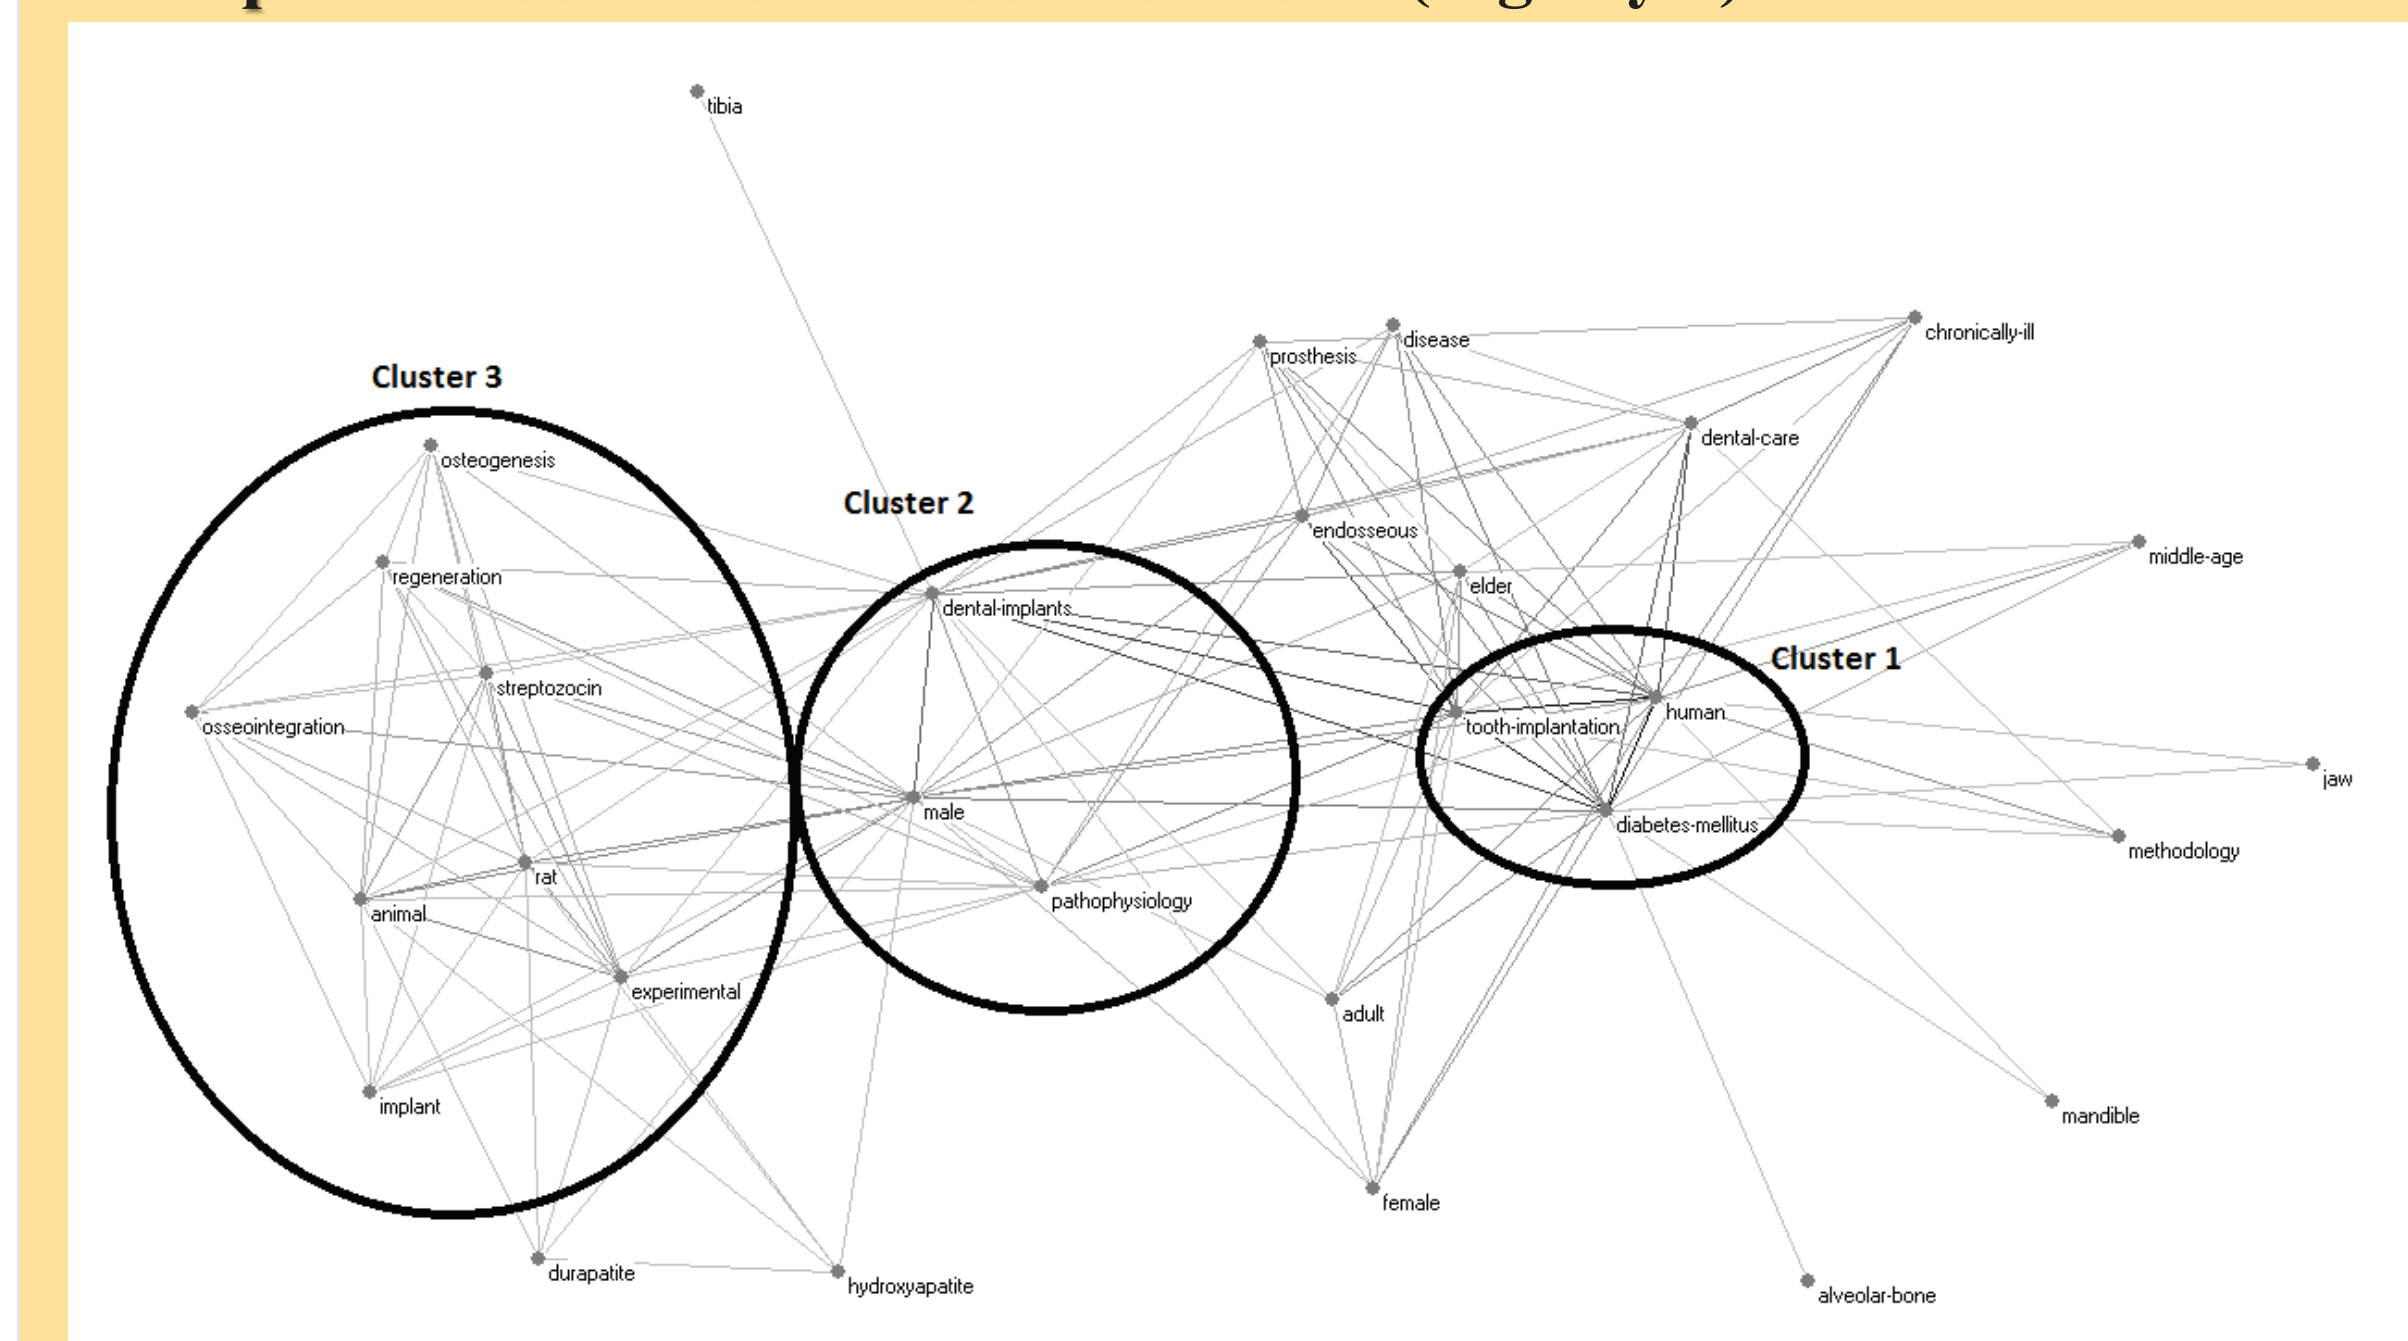 tibia
disease
chronically-ill
prosthesis
Cluster 3
dental-care
osteogenesis
Cluster 2
endosseous
middle-age
regeneration
elder
dental-implants
Cluster 1
streptozocin
human
osseointegration
tooth-implantation
jaw
male
diabetes-mellitus
methodology
rat
pathophysiology
animal
experimental
adult
implant
mandible
female
durapatite
hydroxyapatite
alveolar-bone